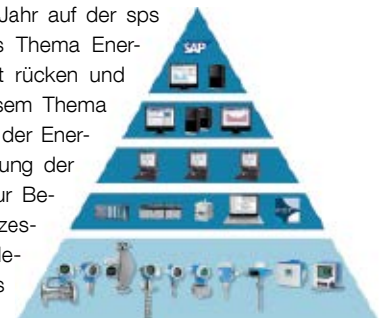 Jahr auf der sps
s Thema Ener-
t rücken und
sem Thema
der Ener-
ung der
ur Be-
zes-
le-
s
SAP